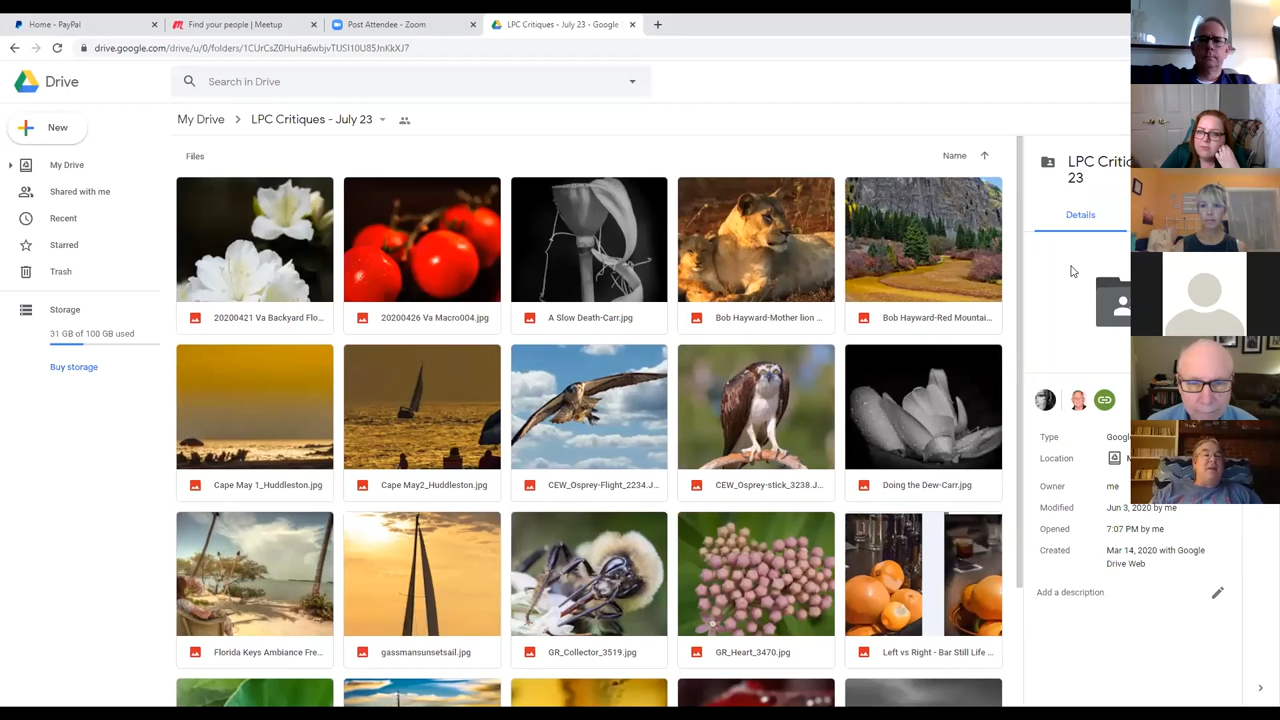 Home - PayPal
Find your people | Meetup
Post Attendee - Zoom
LPC Critiques - July 23 - Google
drive.google.com/drive/u/0/folders/1CUrCsZ0HuHa6wbjvTUSI10U85JnKkXJ7
Drive
Search in Drive
New
My Drive
Shared with me
Recent
Starred
Trash
Storage
31 GB of 100 GB used
Buy storage
My Drive
LPC Critiques - July 23
Files
Name
20200421 Va Backyard Flo...
20200426 Va Macro004.jpg
A Slow Death-Carr.jpg
Bob Hayward-Mother lion ...
Bob Hayward-Red Mountai...
Cape May 1_Huddleston.jpg
Cape May2_Huddleston.jpg
CEW_Osprey-Flight_2234.J...
CEW_Osprey-stick_3238.J...
Doing the Dew-Carr.jpg
Florida Keys Ambiance Fre...
gassmansunsetsail.jpg
GR_Collector_3519.jpg
GR_Heart_3470.jpg
Left vs Right - Bar Still Life ...
LPC Critiq
23
Details
Type
Googl
Location
Owner
me
Modified
Jun 3, 2020 by me
Opened
7:07 PM by me
Created
Mar 14, 2020 with Google
Drive Web
Add a description